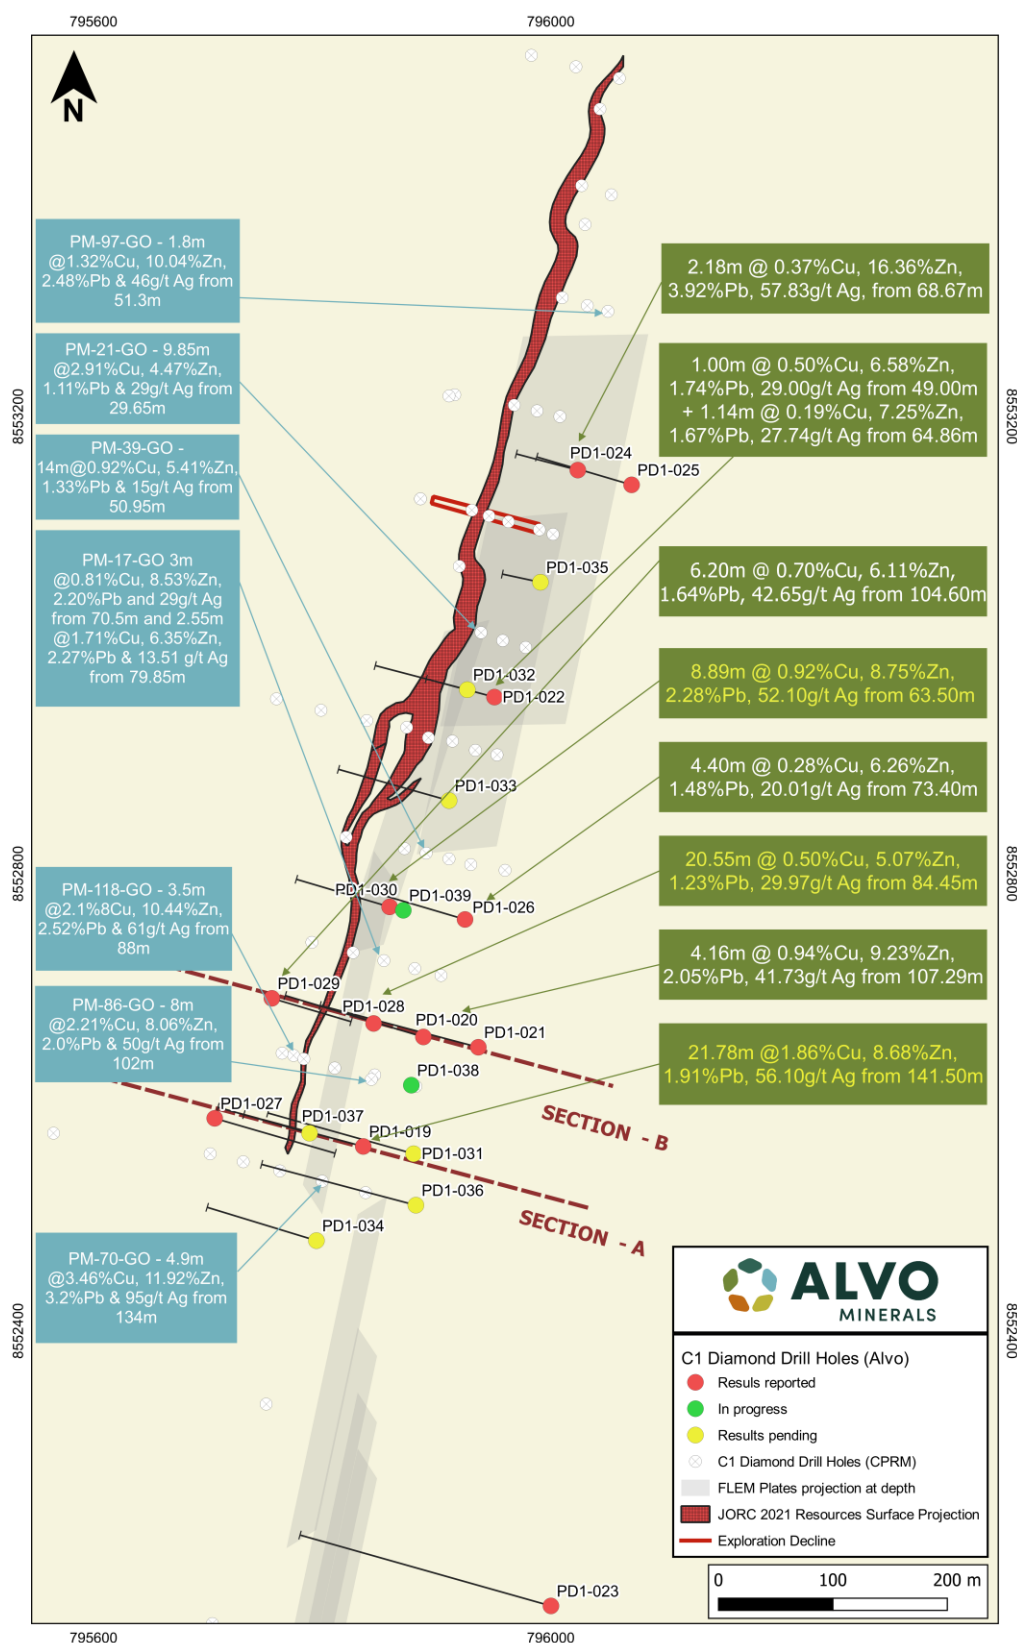 795600
796000
N
PM-97-GO - 1.8m
@1.32%Cu, 10.04%Zn,
2.48%Pb & 46g/t Ag from
51.3m
2.18m @ 0.37%Cu, 16.36%Zn,
3.92%Pb, 57.83g/t Ag, from 68.67m
PM-21-GO - 9.85m
@2.91%Cu, 4.47%Zn,
1.11%Pb & 29g/t Ag from
29.65m
1.00m @ 0.50%Cu, 6.58%Zn,
1.74%Pb, 29.00g/t Ag from 49.00m
+ 1.14m @ 0.19%Cu, 7.25%Zn,
1.67%Pb, 27.74g/t Ag from 64.86m
8553200
8553200
PM-39-GO -
14m@0.92%Cu, 5.41%Zn,
1.33%Pb & 15g/t Ag from
50.95m
PD1-024
PD1-025
PM-17-GO 3m
@0.81%Cu, 8.53%Zn,
2.20%Pb and 29g/t Ag
from 70.5m and 2.55m
@1.71%Cu, 6.35%Zn,
2.27%Pb & 13.51 g/t Ag
from 79.85m
PD1-035
6.20m @ 0.70%Cu, 6.11%Zn,
1.64%Pb, 42.65g/t Ag from 104.60m
PD1-032
PD1-022
8.89m @ 0.92%Cu, 8.75%Zn,
2.28%Pb, 52.10g/t Ag from 63.50m
PD1-033
4.40m @ 0.28%Cu, 6.26%Zn,
1.48%Pb, 20.01g/t Ag from 73.40m
8552800
8552800
20.55m @ 0.50%Cu, 5.07%Zn,
1.23%Pb, 29.97g/t Ag from 84.45m
PD1-030
PD1-039
PD1-026
PM-118-GO - 3.5m
@2.1%8Cu, 10.44%Zn,
2.52%Pb & 61g/t Ag from
88m
4.16m @ 0.94%Cu, 9.23%Zn,
2.05%Pb, 41.73g/t Ag from 107.29m
PD1-029
PD1-028
PD1-020
PD1-021
PM-86-GO - 8m
@2.21%Cu, 8.06%Zn,
2.0%Pb & 50g/t Ag from
102m
21.78m @1.86%Cu, 8.68%Zn,
1.91%Pb, 56.10g/t Ag from 141.50m
PD1-038
PD1-027
PD1-037
PD1-019
PD1-031
SECTION - B
PD1-036
PD1-034
SECTION - A
PM-70-GO - 4.9m
@3.46%Cu, 11.92%Zn,
3.2%Pb & 95g/t Ag from
134m
8552400
8552400
ALVO
MINERALS
C1 Diamond Drill Holes (Alvo)
Resuls reported
In progress
Results pending
C1 Diamond Drill Holes (CPRM)
FLEM Plates projection at depth
JORC 2021 Resources Surface Projection
Exploration Decline
PD1-023
0 100 200 m
795600
796000